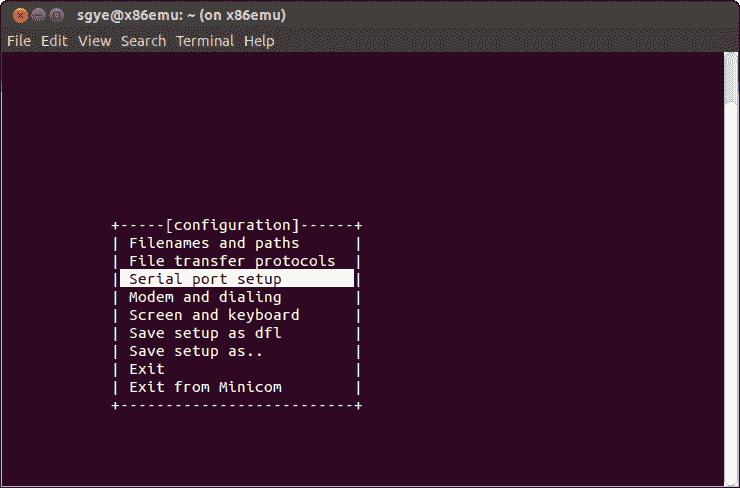 sgye@x86emu: ~ (on x86emu)
File Edit View Search Terminal Help
+-----[configuration]------+
| Filenames and paths      |
| File transfer protocols  |
| Serial port setup        |
| Modem and dialing        |
| Screen and keyboard      |
| Save setup as dfl        |
| Save setup as..          |
| Exit                     |
| Exit from Minicom        |
+--------------------------+